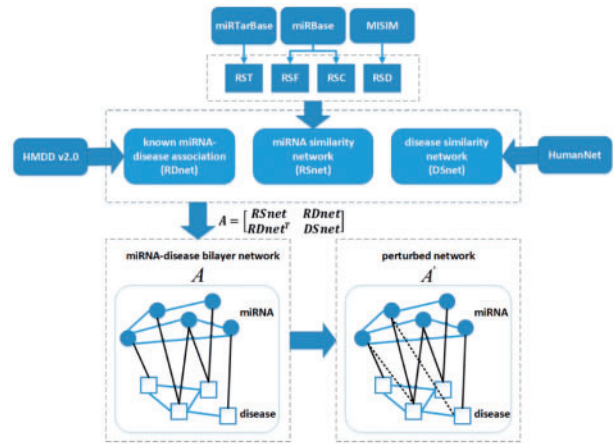 miRTarBase miRBase MISIM
RST RSF RSC RSD
HMDD v2.0
known miRNA-
disease association
(RDnet)
miRNA similarity
network
(RSnet)
disease similarity
network
(DSnet)
HumanNet
A = [RSnet RDnet
RDnetᵀ DSnet]
miRNA-disease bilayer network
A
miRNA
disease
perturbed network
A'
miRNA
disease